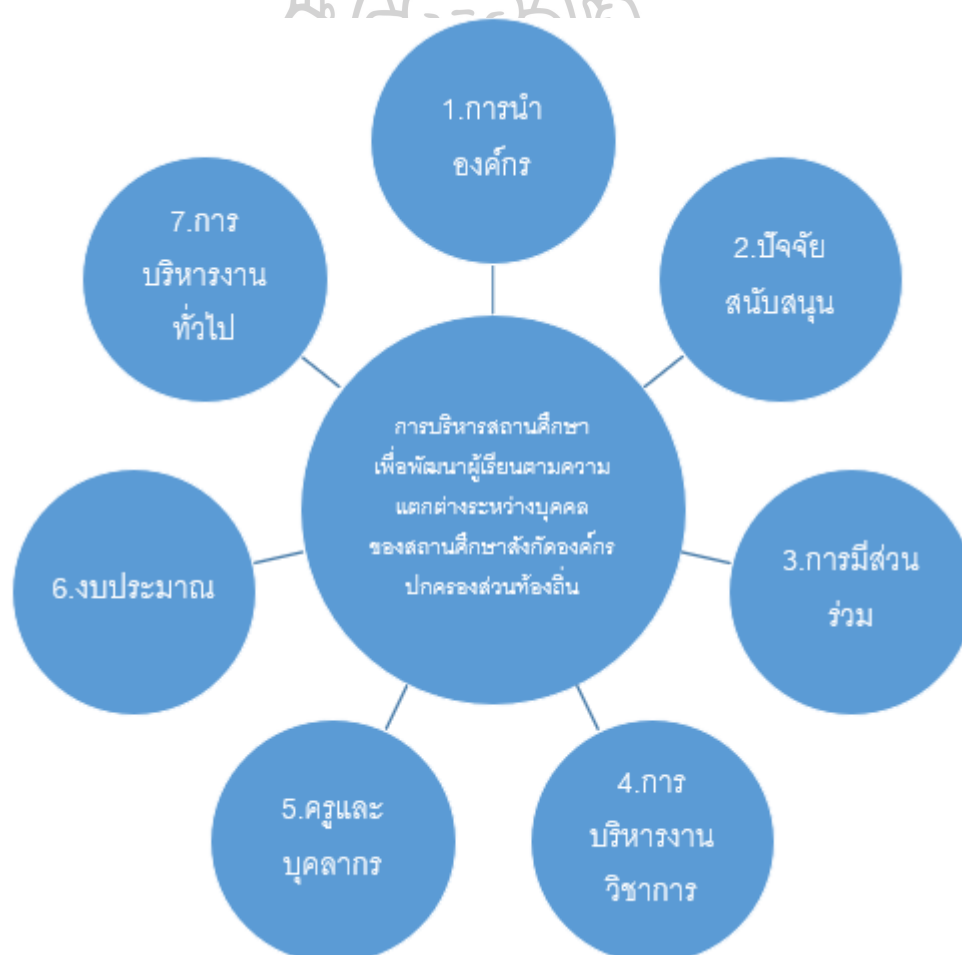 1.การนำ
องค์กร
2.ปัจจัย
สนับสนุน
3.การมีส่วน
ร่วม
4.การ
บริหารงาน
วิชาการ
5.ครูและ
บุคลากร
6.งบประมาณ
7.การ
บริหารงาน
ทั่วไป
การบริหารสถานศึกษา
เพื่อพัฒนาผู้เรียนตามความ
แตกต่างระหว่างบุคคล
ของสถานศึกษาสังกัดองค์กร
ปกครองส่วนท้องถิ่น